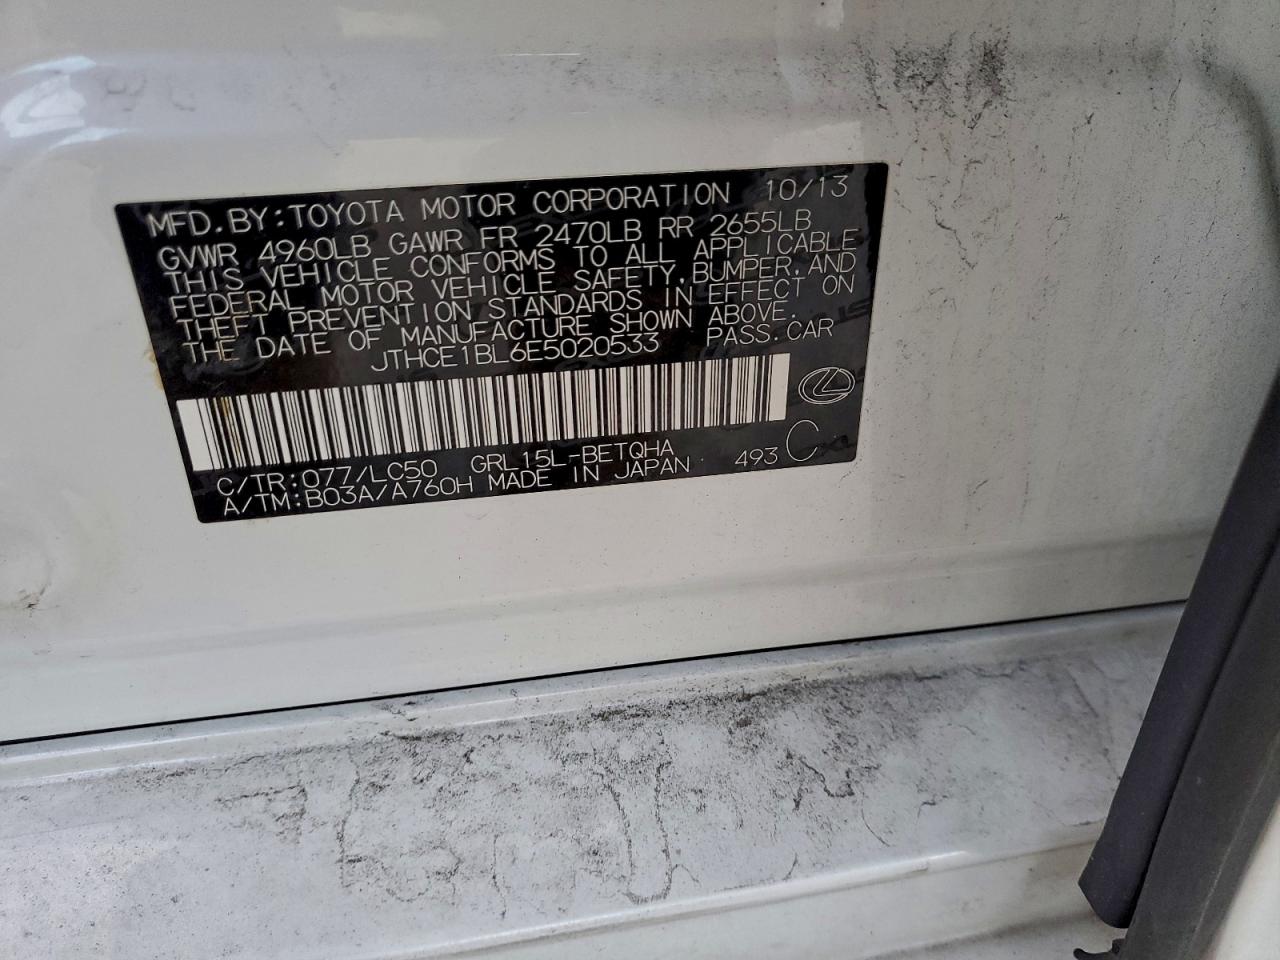 MFD.BY:TOYOTA MOTOR CORPORATION 10/13
GVWR 4960LB GAWR FR 2470LB RR 2655LB
THIS VEHICLE CONFORMS TO ALL APPLICABLE
FEDERAL MOTOR VEHICLE SAFETY,BUMPER,AND
THEFT PREVENTION STANDARDS IN EFFECT ON
THE DATE OF MANUFACTURE SHOWN ABOVE.
JTHCE1BL6E5020533 PASS.CAR
C/TR:077/LC50 GRL15L-BETQHA
A/TM:B03A/A760H MADE IN JAPAN 493 C